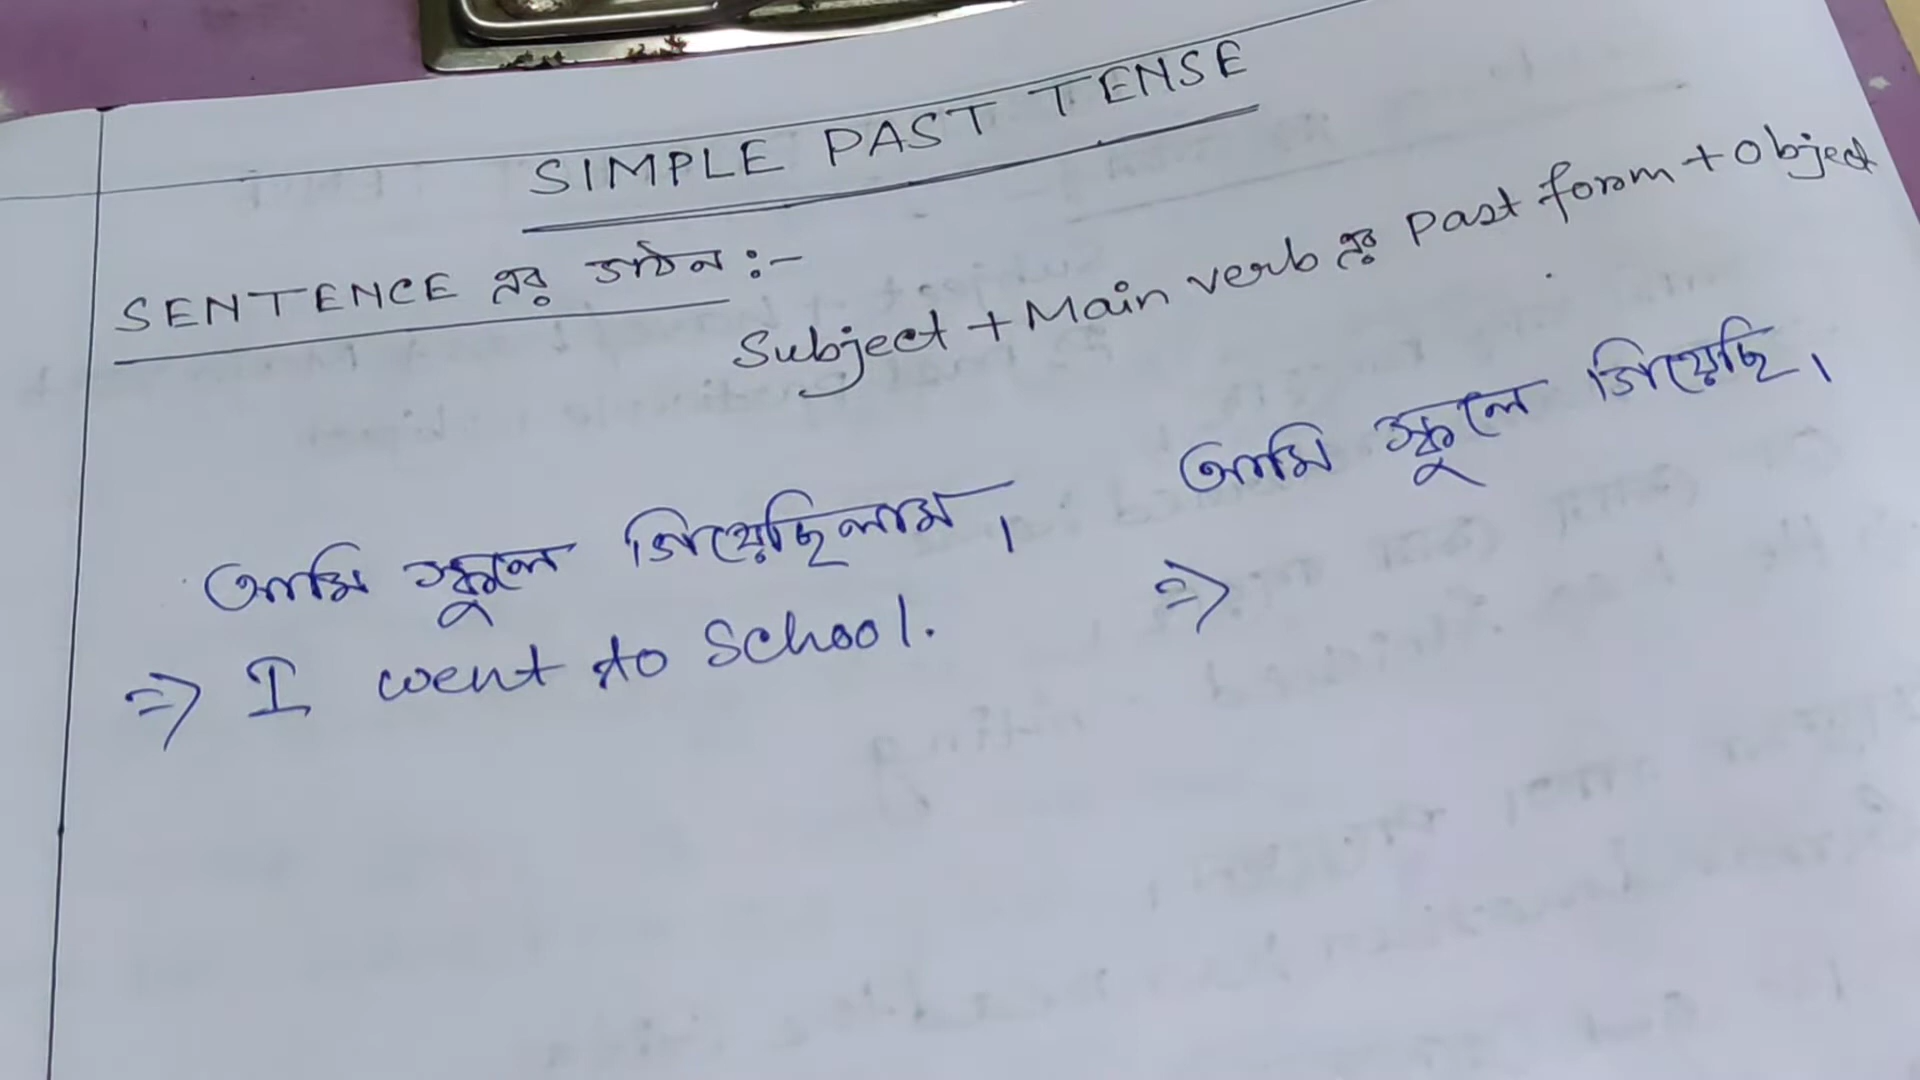 SIMPLE PAST TENSE
SENTENCE এর গঠন :-
Subject + Main verb এর Past form + Object
আমি স্কুলে গিয়েছিলাম।
আমি স্কুলে গিয়েছি।
⇒ I went to School.
⇒